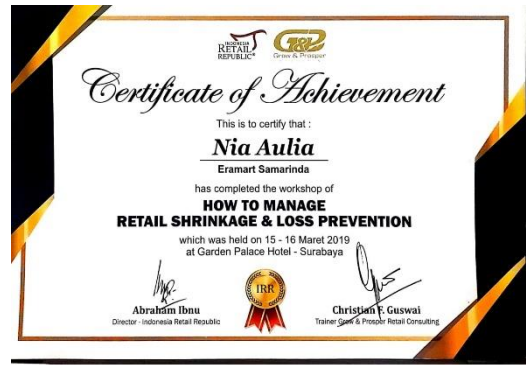 INDONESIA
RETAIL
REPUBLIC
G&P
Grow & Prosper
Certificate of Achievement
This is to certify that :
Nia Aulia
Eramart Samarinda
has completed the workshop of
HOW TO MANAGE
RETAIL SHRINKAGE & LOSS PREVENTION
which was held on 15 - 16 Maret 2019
at Garden Palace Hotel - Surabaya
IRR
Abraham Ibnu
Director - Indonesia Retail Republic
Christian F. Guswai
Trainer Grow & Prosper Retail Consulting